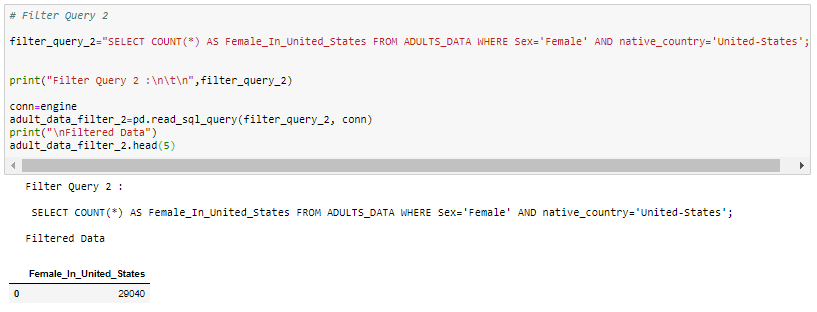 # Filter Query 2
filter_query_2="SELECT COUNT(*) AS Female_In_United_States FROM ADULTS_DATA WHERE Sex='Female' AND native_country='United-States';
print("Filter Query 2 :\n\t\n",filter_query_2)
conn=engine
adult_data_filter_2=pd.read_sql_query(filter_query_2, conn)
print("\nFiltered Data")
adult_data_filter_2.head(5)
Filter Query 2 :
SELECT COUNT(*) AS Female_In_United_States FROM ADULTS_DATA WHERE Sex='Female' AND native_country='United-States';
Filtered Data
Female_In_United_States
0 29040